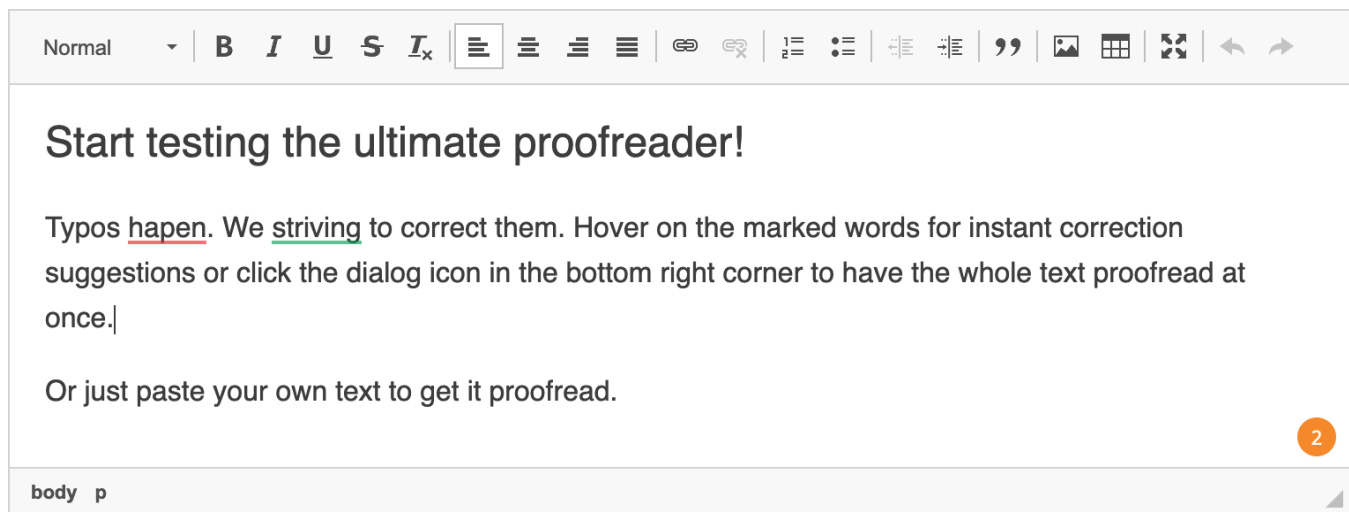 Normal
Start testing the ultimate proofreader!
Typos hapen. We striving to correct them. Hover on the marked words for instant correction
suggestions or click the dialog icon in the bottom right corner to have the whole text proofread at
once.
Or just paste your own text to get it proofread.
2
body p